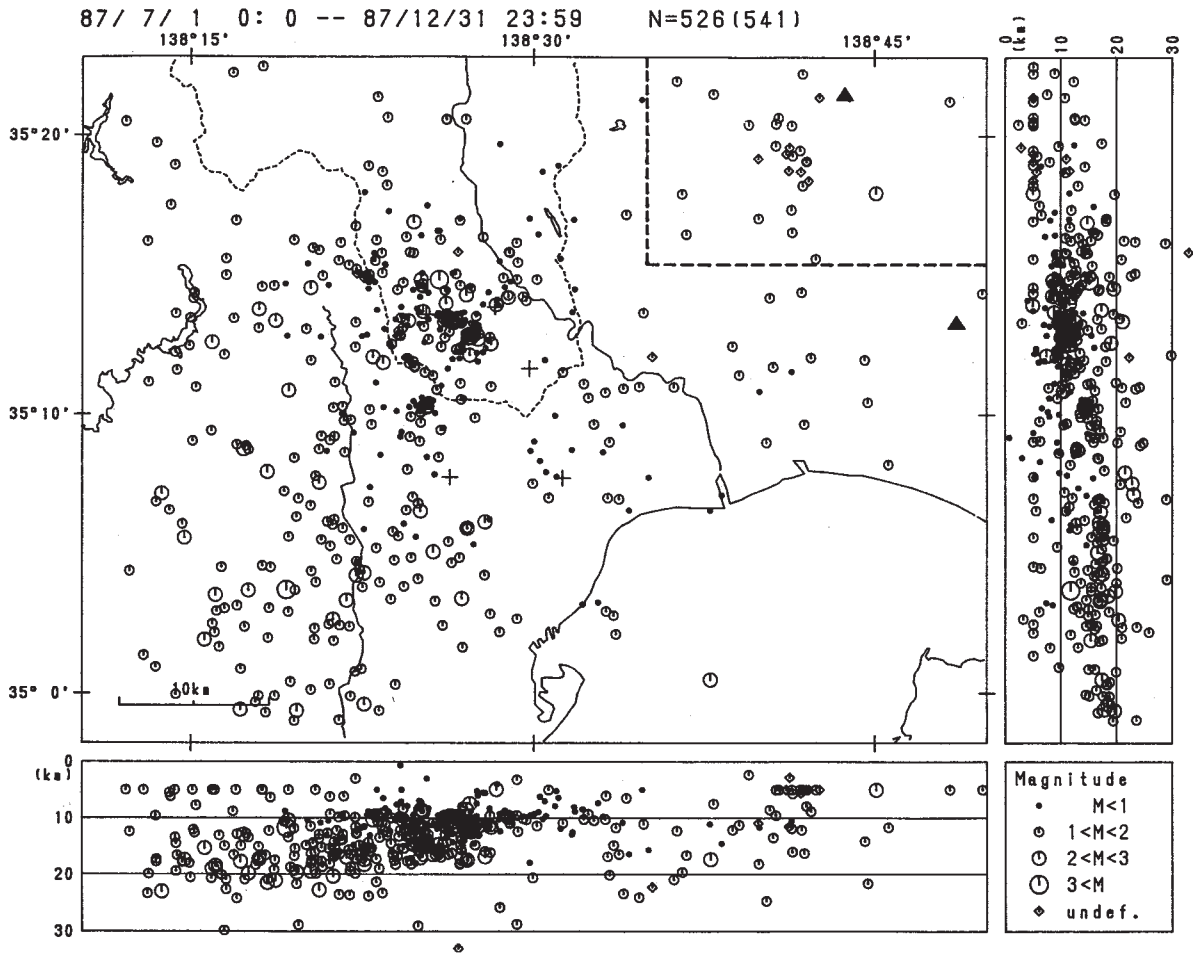 87/ 7/ 1 0: 0 -- 87/12/31 23:59 N=526(541)
138°15' 138°30' 138°45'
0 10 20 30
(km)
35°20'
35°10'
35° 0'
10km
0
(km)
10
20
30
Magnitude
M<1
1<M<2
2<M<3
3<M
undef.